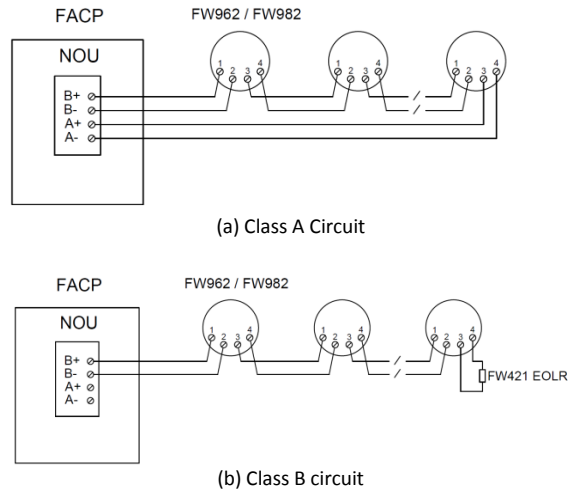 FACP
FW962 / FW982
NOU
1 2 3 4
1 2 3 4
1 2 3 4
B+
B-
A+
A-
(a) Class A Circuit
FACP
FW962 / FW982
NOU
1 2 3 4
1 2 3 4
1 2 3 4
B+
B-
A+
A-
FW421 EOLR
(b) Class B circuit